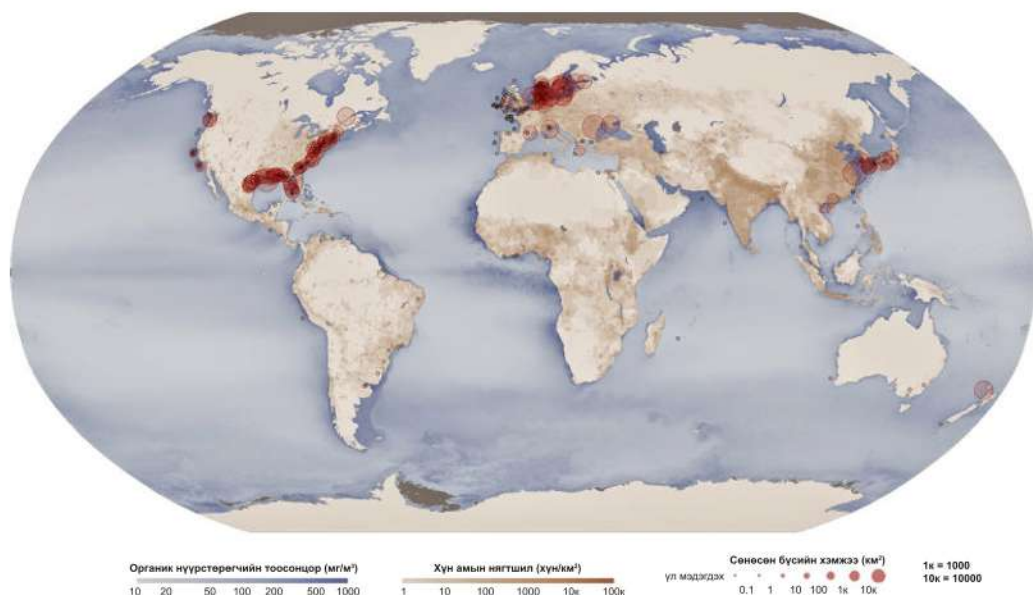 Органик нүүрстөрөгчийн тоосонцор (мг/м³)
10 20 50 100 200 500 1000
Хүн амын нягтшил (хүн/км²)
1 10 100 1000 10к 100к
Сөнөсөн бүсийн хэмжээ (км²)
үл мэдэгдэх
0.1 1 10 100 1к 10к
1к = 1000
10к = 10000